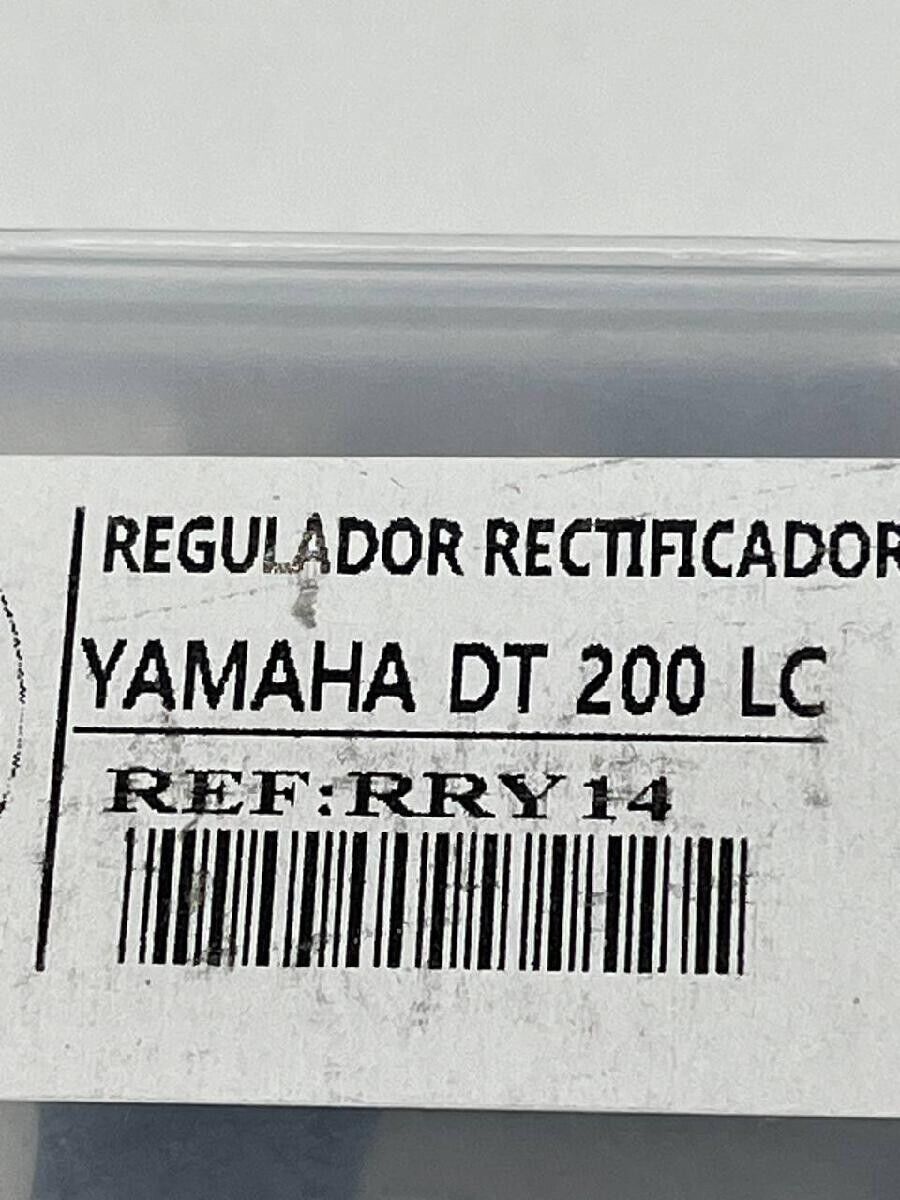 REGULADOR RECTIFICADOR
YAMAHA DT 200 LC
REF:RRY14